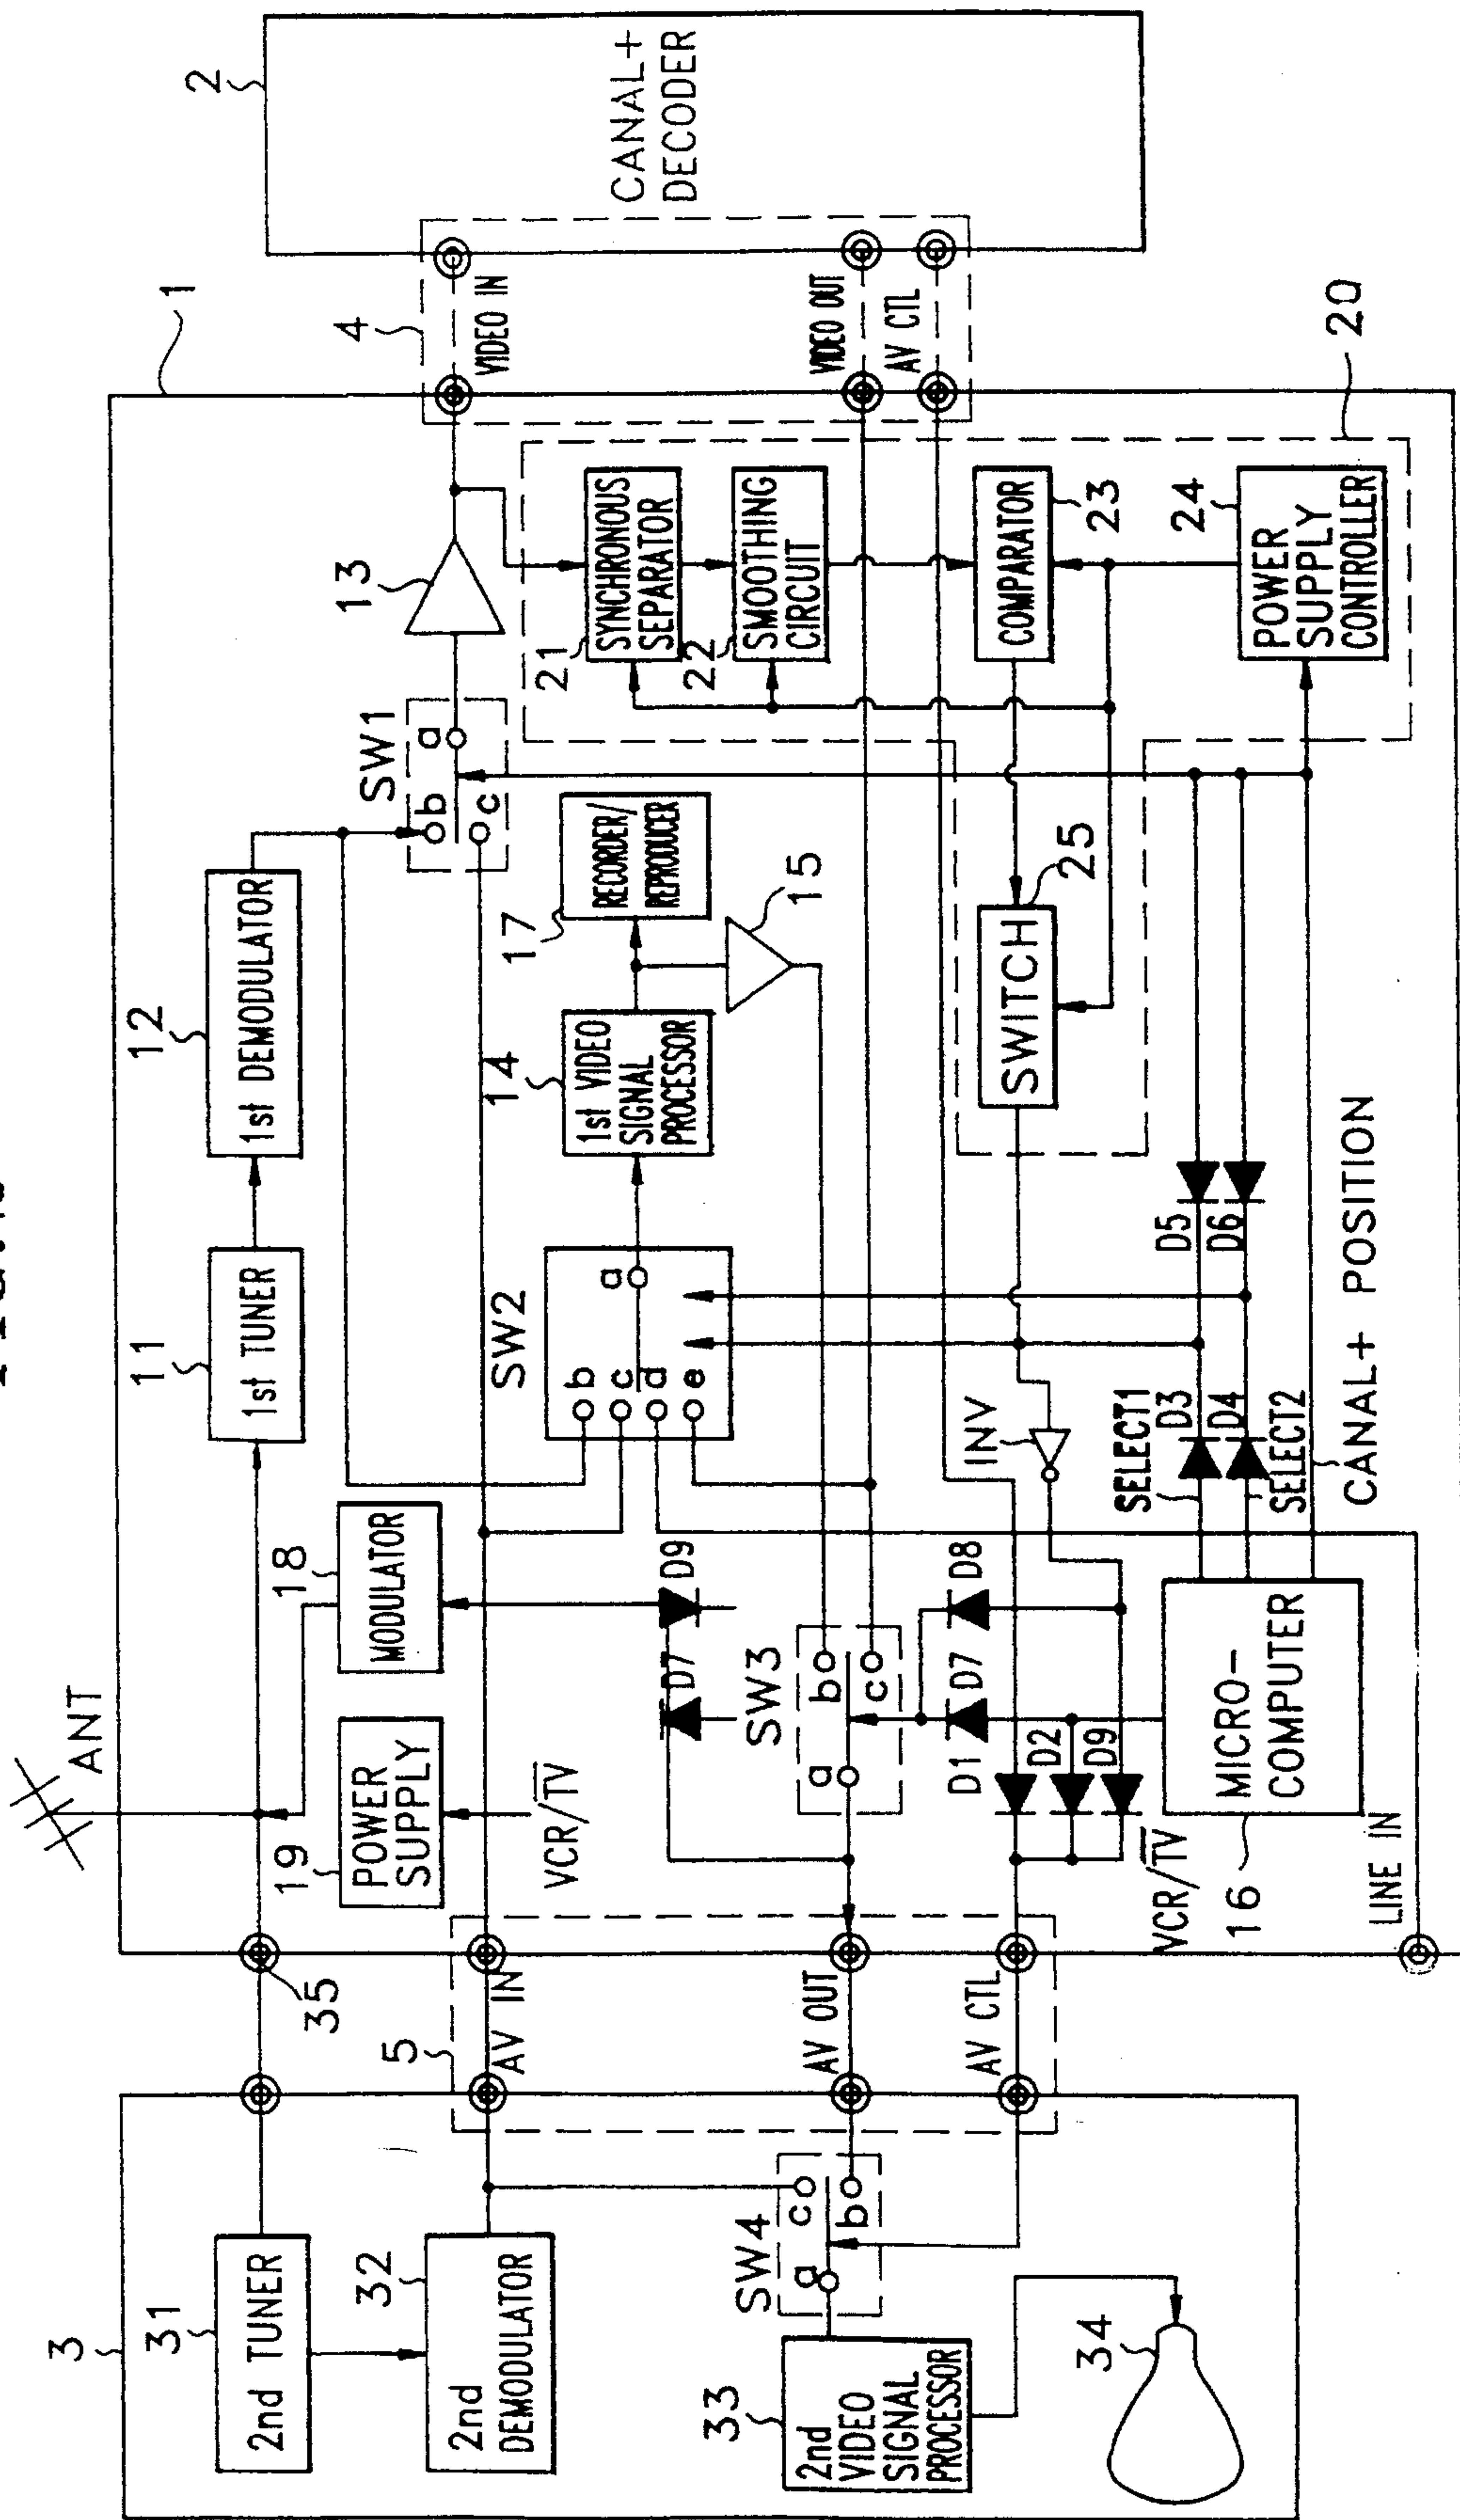 3
31
2nd TUNER
32
2nd
DEMODULATOR
SW4
a
b
c
33
2nd
VIDEO
SIGNAL
PROCESSOR
34
35
5
AV IN
AV OUT
AV CTL
ANT
19
POWER
SUPPLY
VCR/T̅V̅
18
MODULATOR
D7
D9
SW3
a
b
c
D7
D8
D1
D2
D9
VCR/T̅V̅
16
MICRO-
COMPUTER
LINE IN
INV
SELECT1
D3
D4
SELECT2
CANAL+ POSITION
D5
D6
11
1st TUNER
12
1st DEMODULATOR
SW2
a
b
c
d
e
14
1st VIDEO
SIGNAL
PROCESSOR
17
RECORDER/
REPRODUCER
15
SW1
a
b
c
13
1
21
SYNCHRONOUS
SEPARATOR
22
SMOOTHING
CIRCUIT
COMPARATOR
23
24
POWER
SUPPLY
CONTROLLER
20
SWITCH
25
4
VIDEO IN
VIDEO OUT
AV CTL
2
CANAL+
DECODER